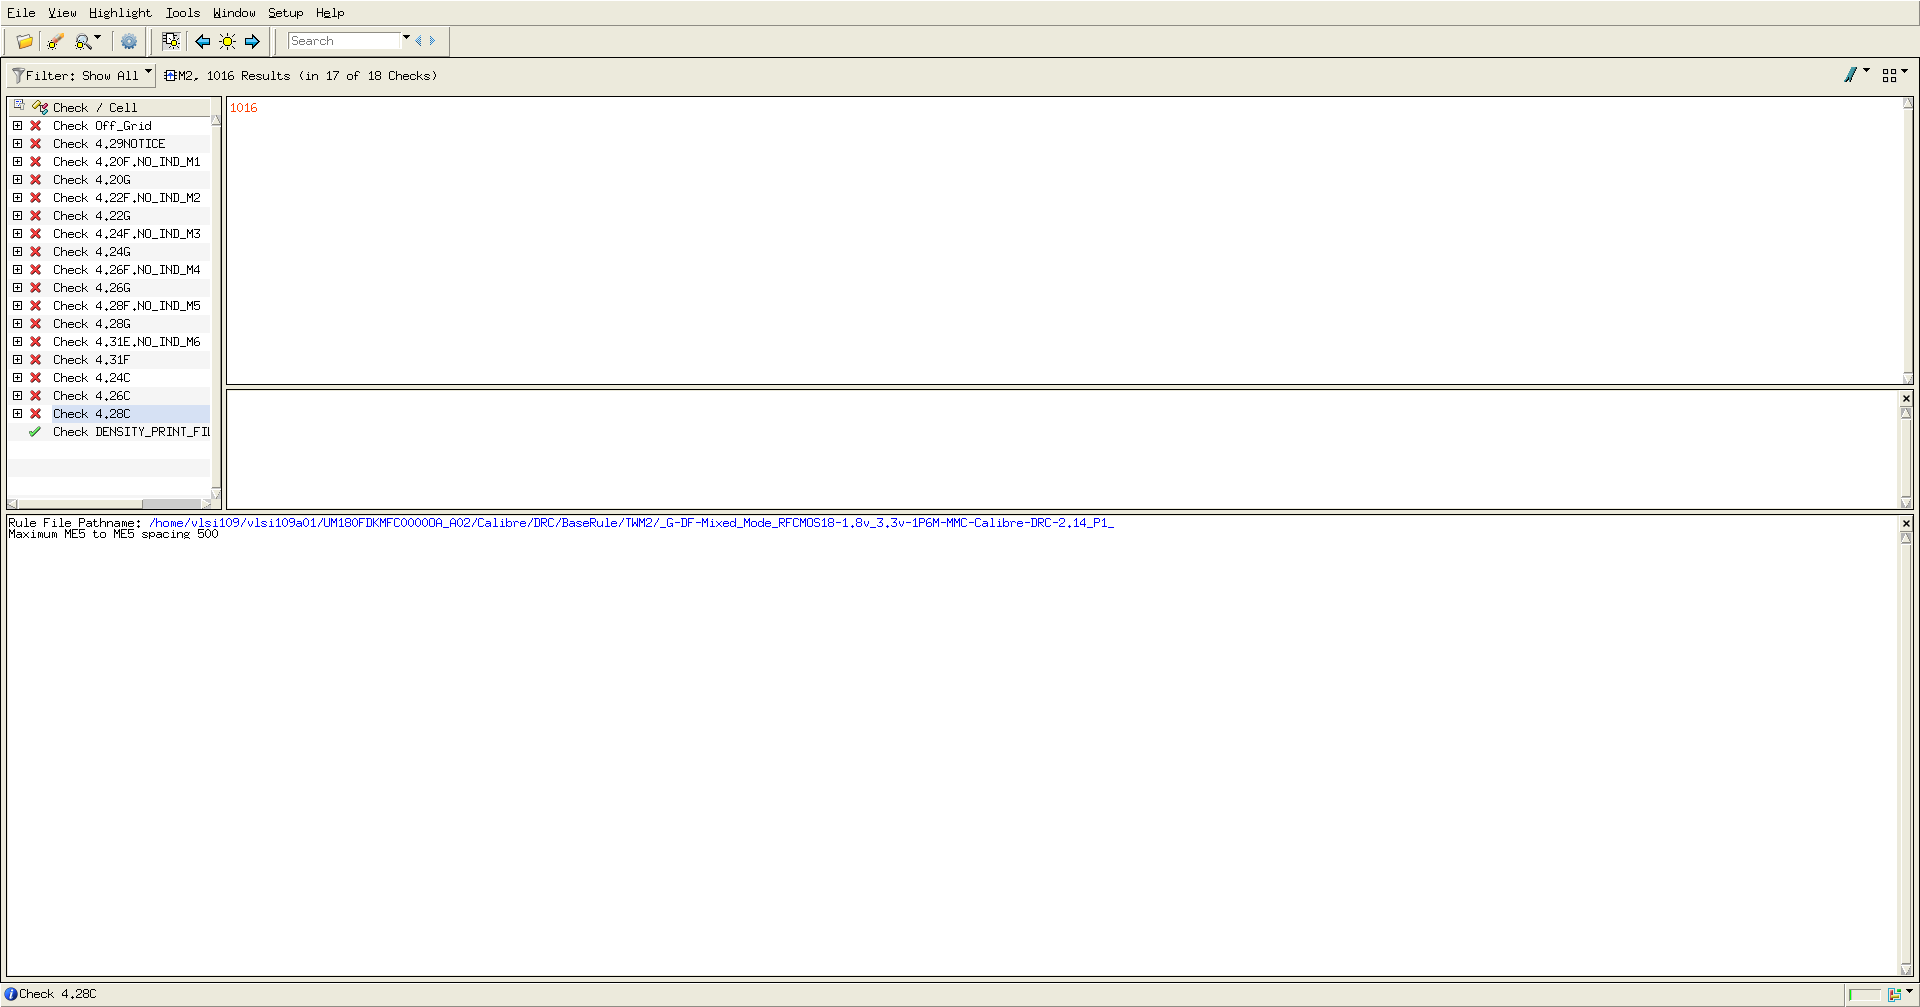 File View Highlight Tools Window Setup Help
Search
Filter: Show All M2, 1016 Results (in 17 of 18 Checks)
Check / Cell
Check Off_Grid
Check 4.29NOTICE
Check 4.20F.NO_IND_M1
Check 4.20G
Check 4.22F.NO_IND_M2
Check 4.22G
Check 4.24F.NO_IND_M3
Check 4.24G
Check 4.26F.NO_IND_M4
Check 4.26G
Check 4.28F.NO_IND_M5
Check 4.28G
Check 4.31E.NO_IND_M6
Check 4.31F
Check 4.24C
Check 4.26C
Check 4.28C
Check DENSITY_PRINT_FIL
1016
Rule File Pathname: /home/vlsi109/vlsi109a01/UM180FDKMFC00000A_A02/Calibre/DRC/BaseRule/TWM2/_G-DF-Mixed_Mode_RFCMOS18-1.8v_3.3v-1P6M-MMC-Calibre-DRC-2.14_P1_
Maximum ME5 to ME5 spacing 500
Check 4.28C